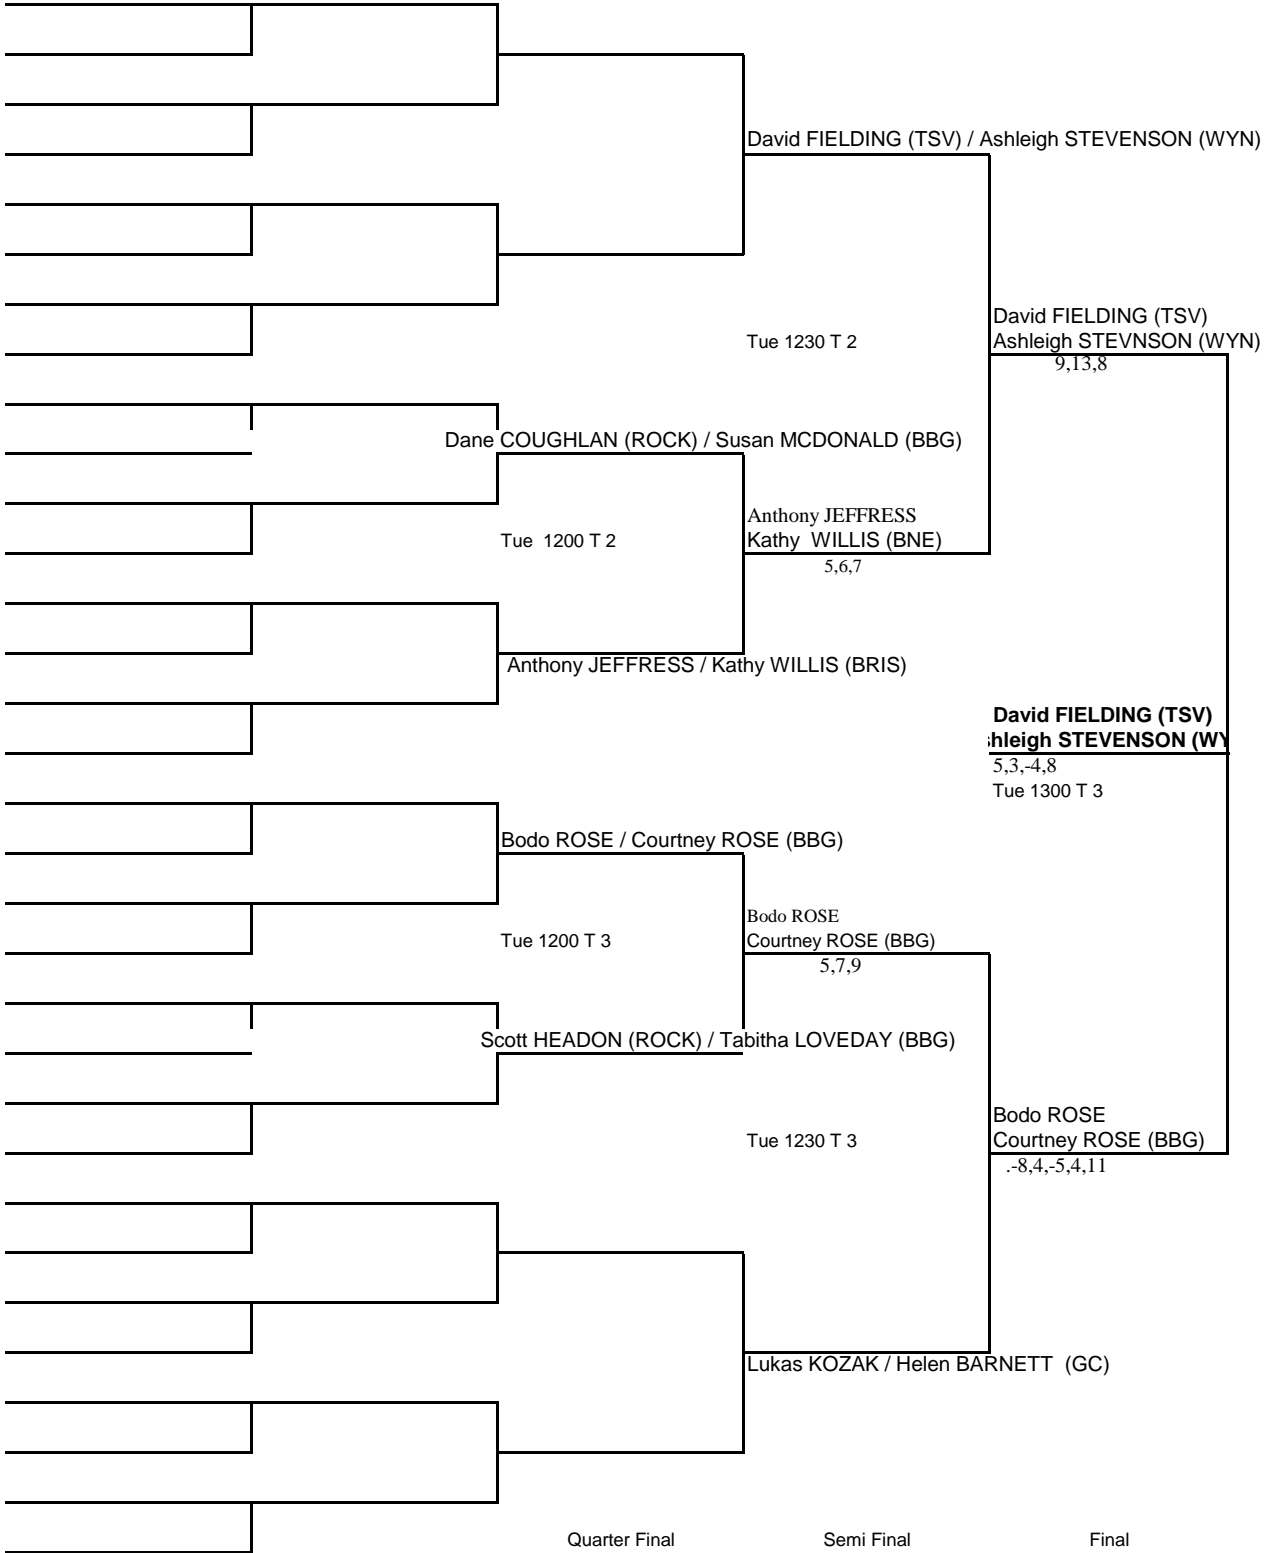 David FIELDING (TSV) / Ashleigh STEVENSON (WYN)
David FIELDING (TSV)
Tue 1230 T 2
Ashleigh STEVNSON (WYN)
9,13,8
Dane COUGHLAN (ROCK) / Susan MCDONALD (BBG)
Anthony JEFFRESS
Tue 1200 T 2
Kathy WILLIS (BNE)
5,6,7
Anthony JEFFRESS / Kathy WILLIS (BRIS)
David FIELDING (TSV)
shleigh STEVENSON (WY
5,3,-4,8
Tue 1300 T 3
Bodo ROSE / Courtney ROSE (BBG)
Bodo ROSE
Tue 1200 T 3
Courtney ROSE (BBG)
5,7,9
Scott HEADON (ROCK) / Tabitha LOVEDAY (BBG)
Bodo ROSE
Tue 1230 T 3
Courtney ROSE (BBG)
.-8,4,-5,4,11
Lukas KOZAK / Helen BARNETT (GC)
Quarter Final Semi Final Final